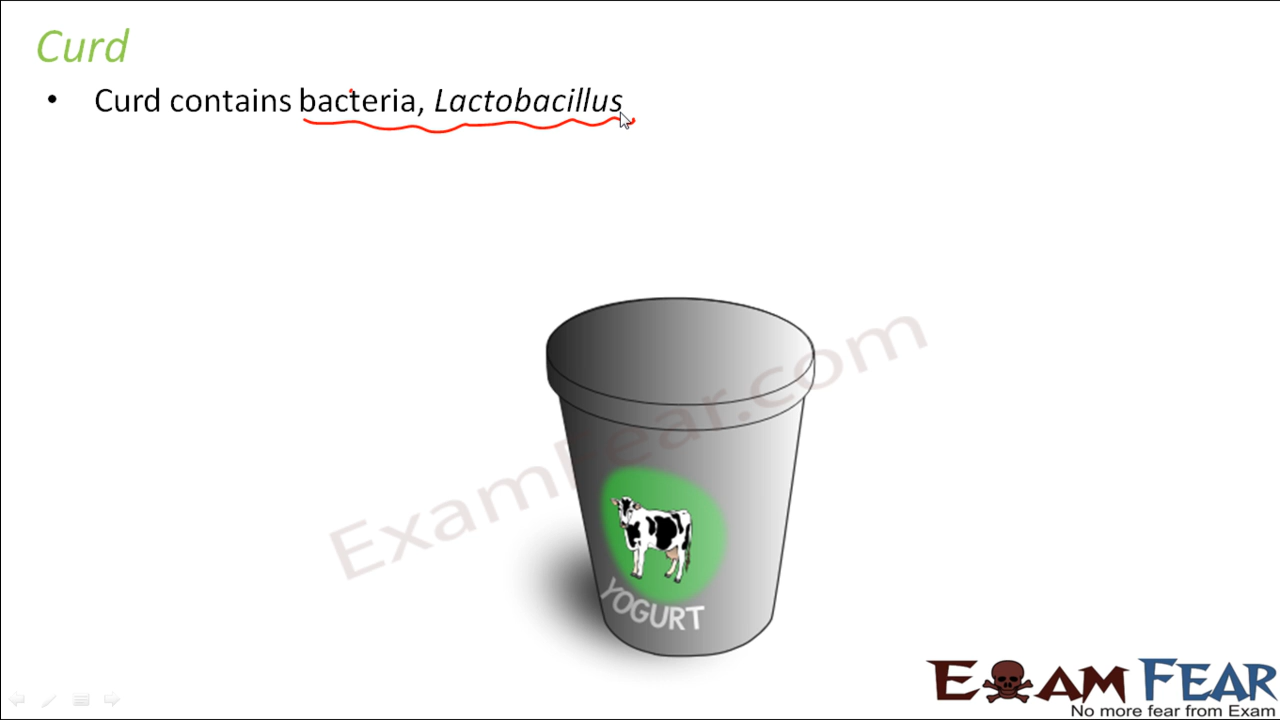 Curd
• Curd contains bacteria, Lactobacillus
ExamFear.com
YOGURT
EXAM FEAR
No more fear from Exam